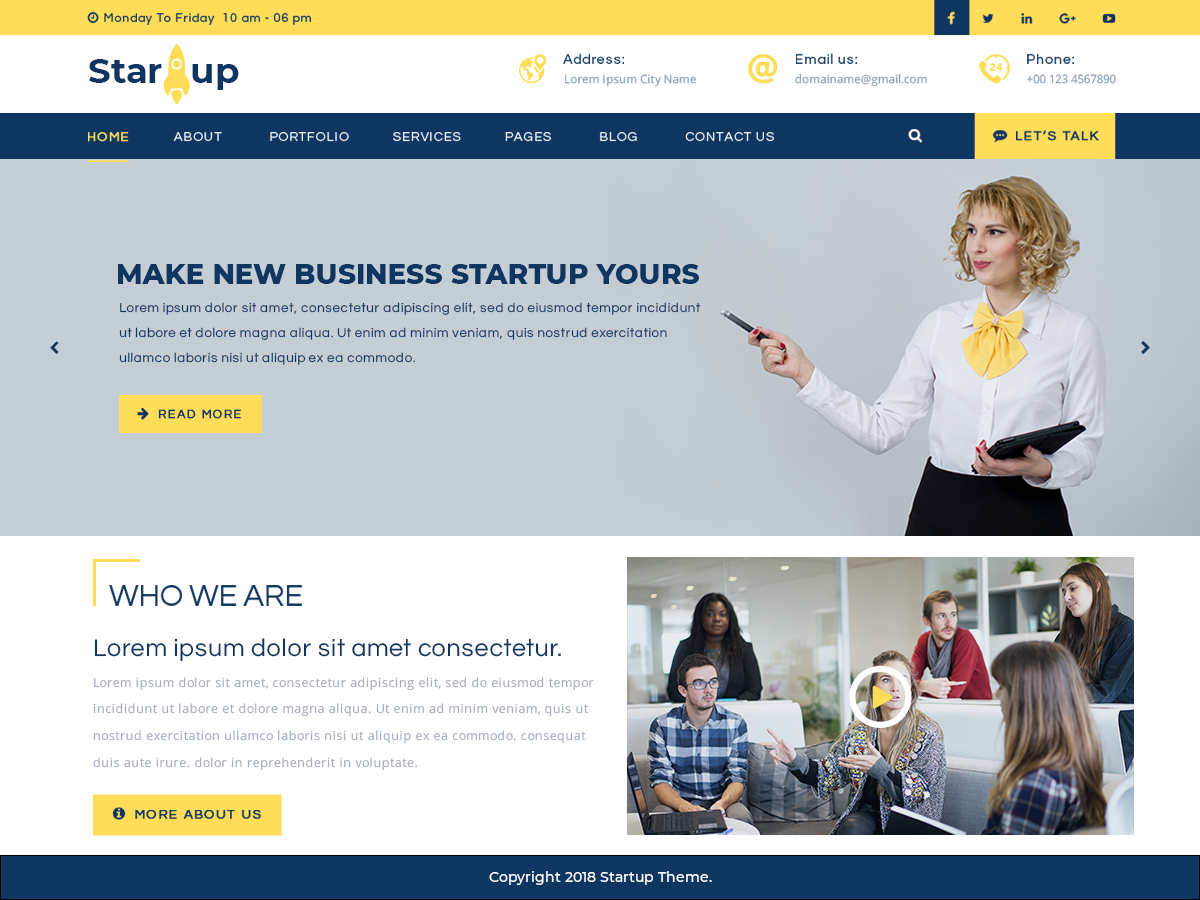 Monday To Friday 10 am - 06 pm
Star up
Address:
Lorem Ipsum City Name
Email us:
domainame@gmail.com
24
Phone:
+00 123 4567890
HOME ABOUT PORTFOLIO SERVICES PAGES BLOG CONTACT US LET'S TALK
MAKE NEW BUSINESS STARTUP YOURS
Lorem ipsum dolor sit amet, consectetur adipiscing elit, sed do eiusmod tempor incididunt
ut labore et dolore magna aliqua. Ut enim ad minim veniam, quis nostrud exercitation
ullamco laboris nisi ut aliquip ex ea commodo.
READ MORE
WHO WE ARE
Lorem ipsum dolor sit amet consectetur.
Lorem ipsum dolor sit amet, consectetur adipiscing elit, sed do eiusmod tempor
incididunt ut labore et dolore magna aliqua. Ut enim ad minim veniam, quis ut
nostrud exercitation ullamco laboris nisi ut aliquip ex ea commodo. consequat
duis aute irure. dolor in reprehenderit in voluptate.
MORE ABOUT US
Copyright 2018 Startup Theme.